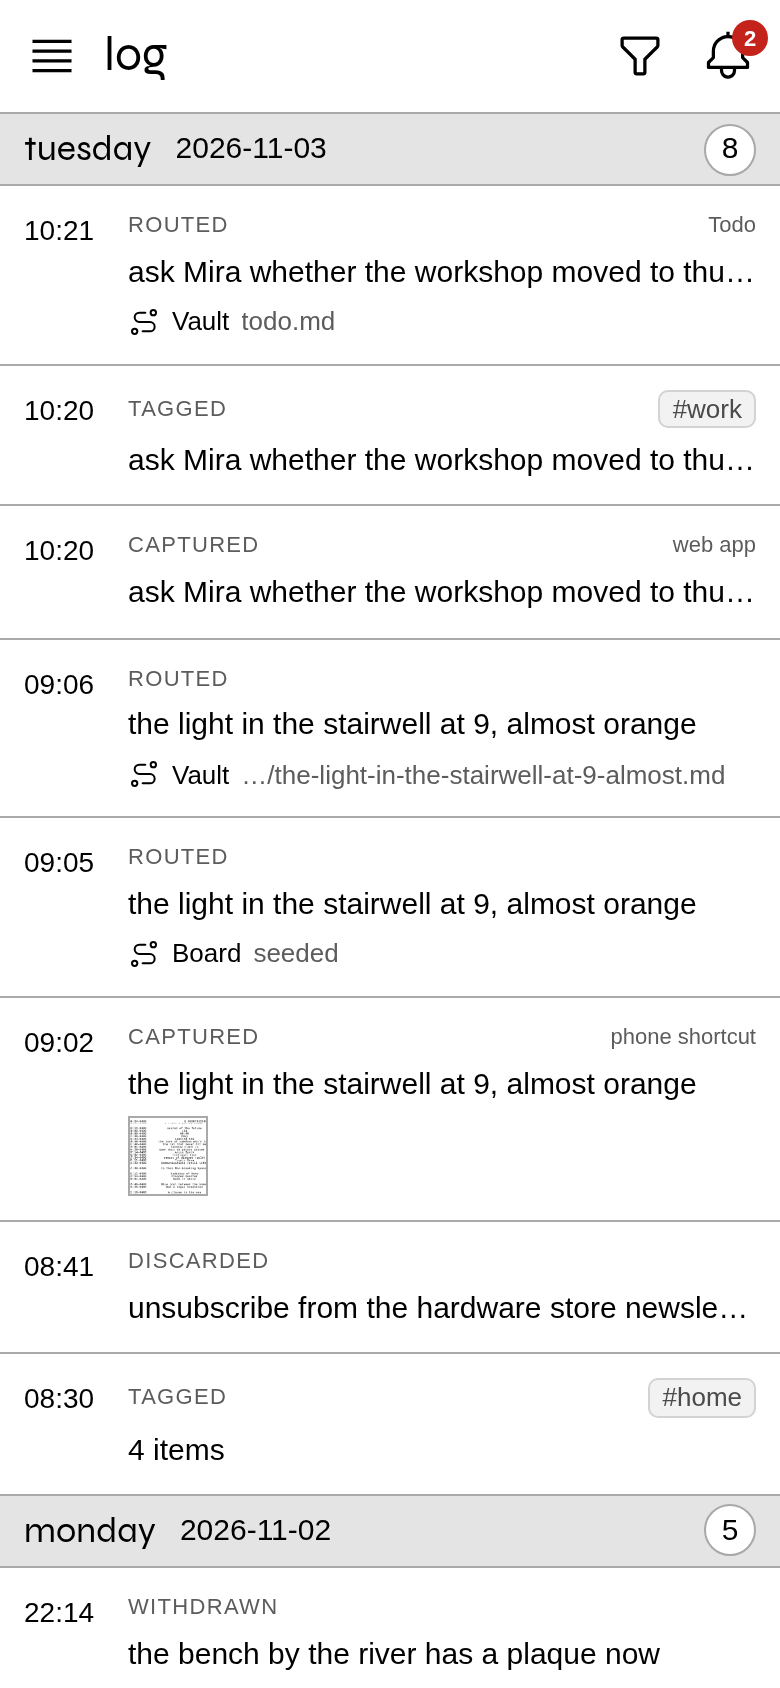 log
2
tuesday 2026-11-03 8
10:21 ROUTED Todo
ask Mira whether the workshop moved to thu…
Vault todo.md
10:20 TAGGED #work
ask Mira whether the workshop moved to thu…
10:20 CAPTURED web app
ask Mira whether the workshop moved to thu…
09:06 ROUTED
the light in the stairwell at 9, almost orange
Vault …/the-light-in-the-stairwell-at-9-almost.md
09:05 ROUTED
the light in the stairwell at 9, almost orange
Board seeded
09:02 CAPTURED phone shortcut
the light in the stairwell at 9, almost orange
08:41 DISCARDED
unsubscribe from the hardware store newsle…
08:30 TAGGED #home
4 items
monday 2026-11-02 5
22:14 WITHDRAWN
the bench by the river has a plaque now